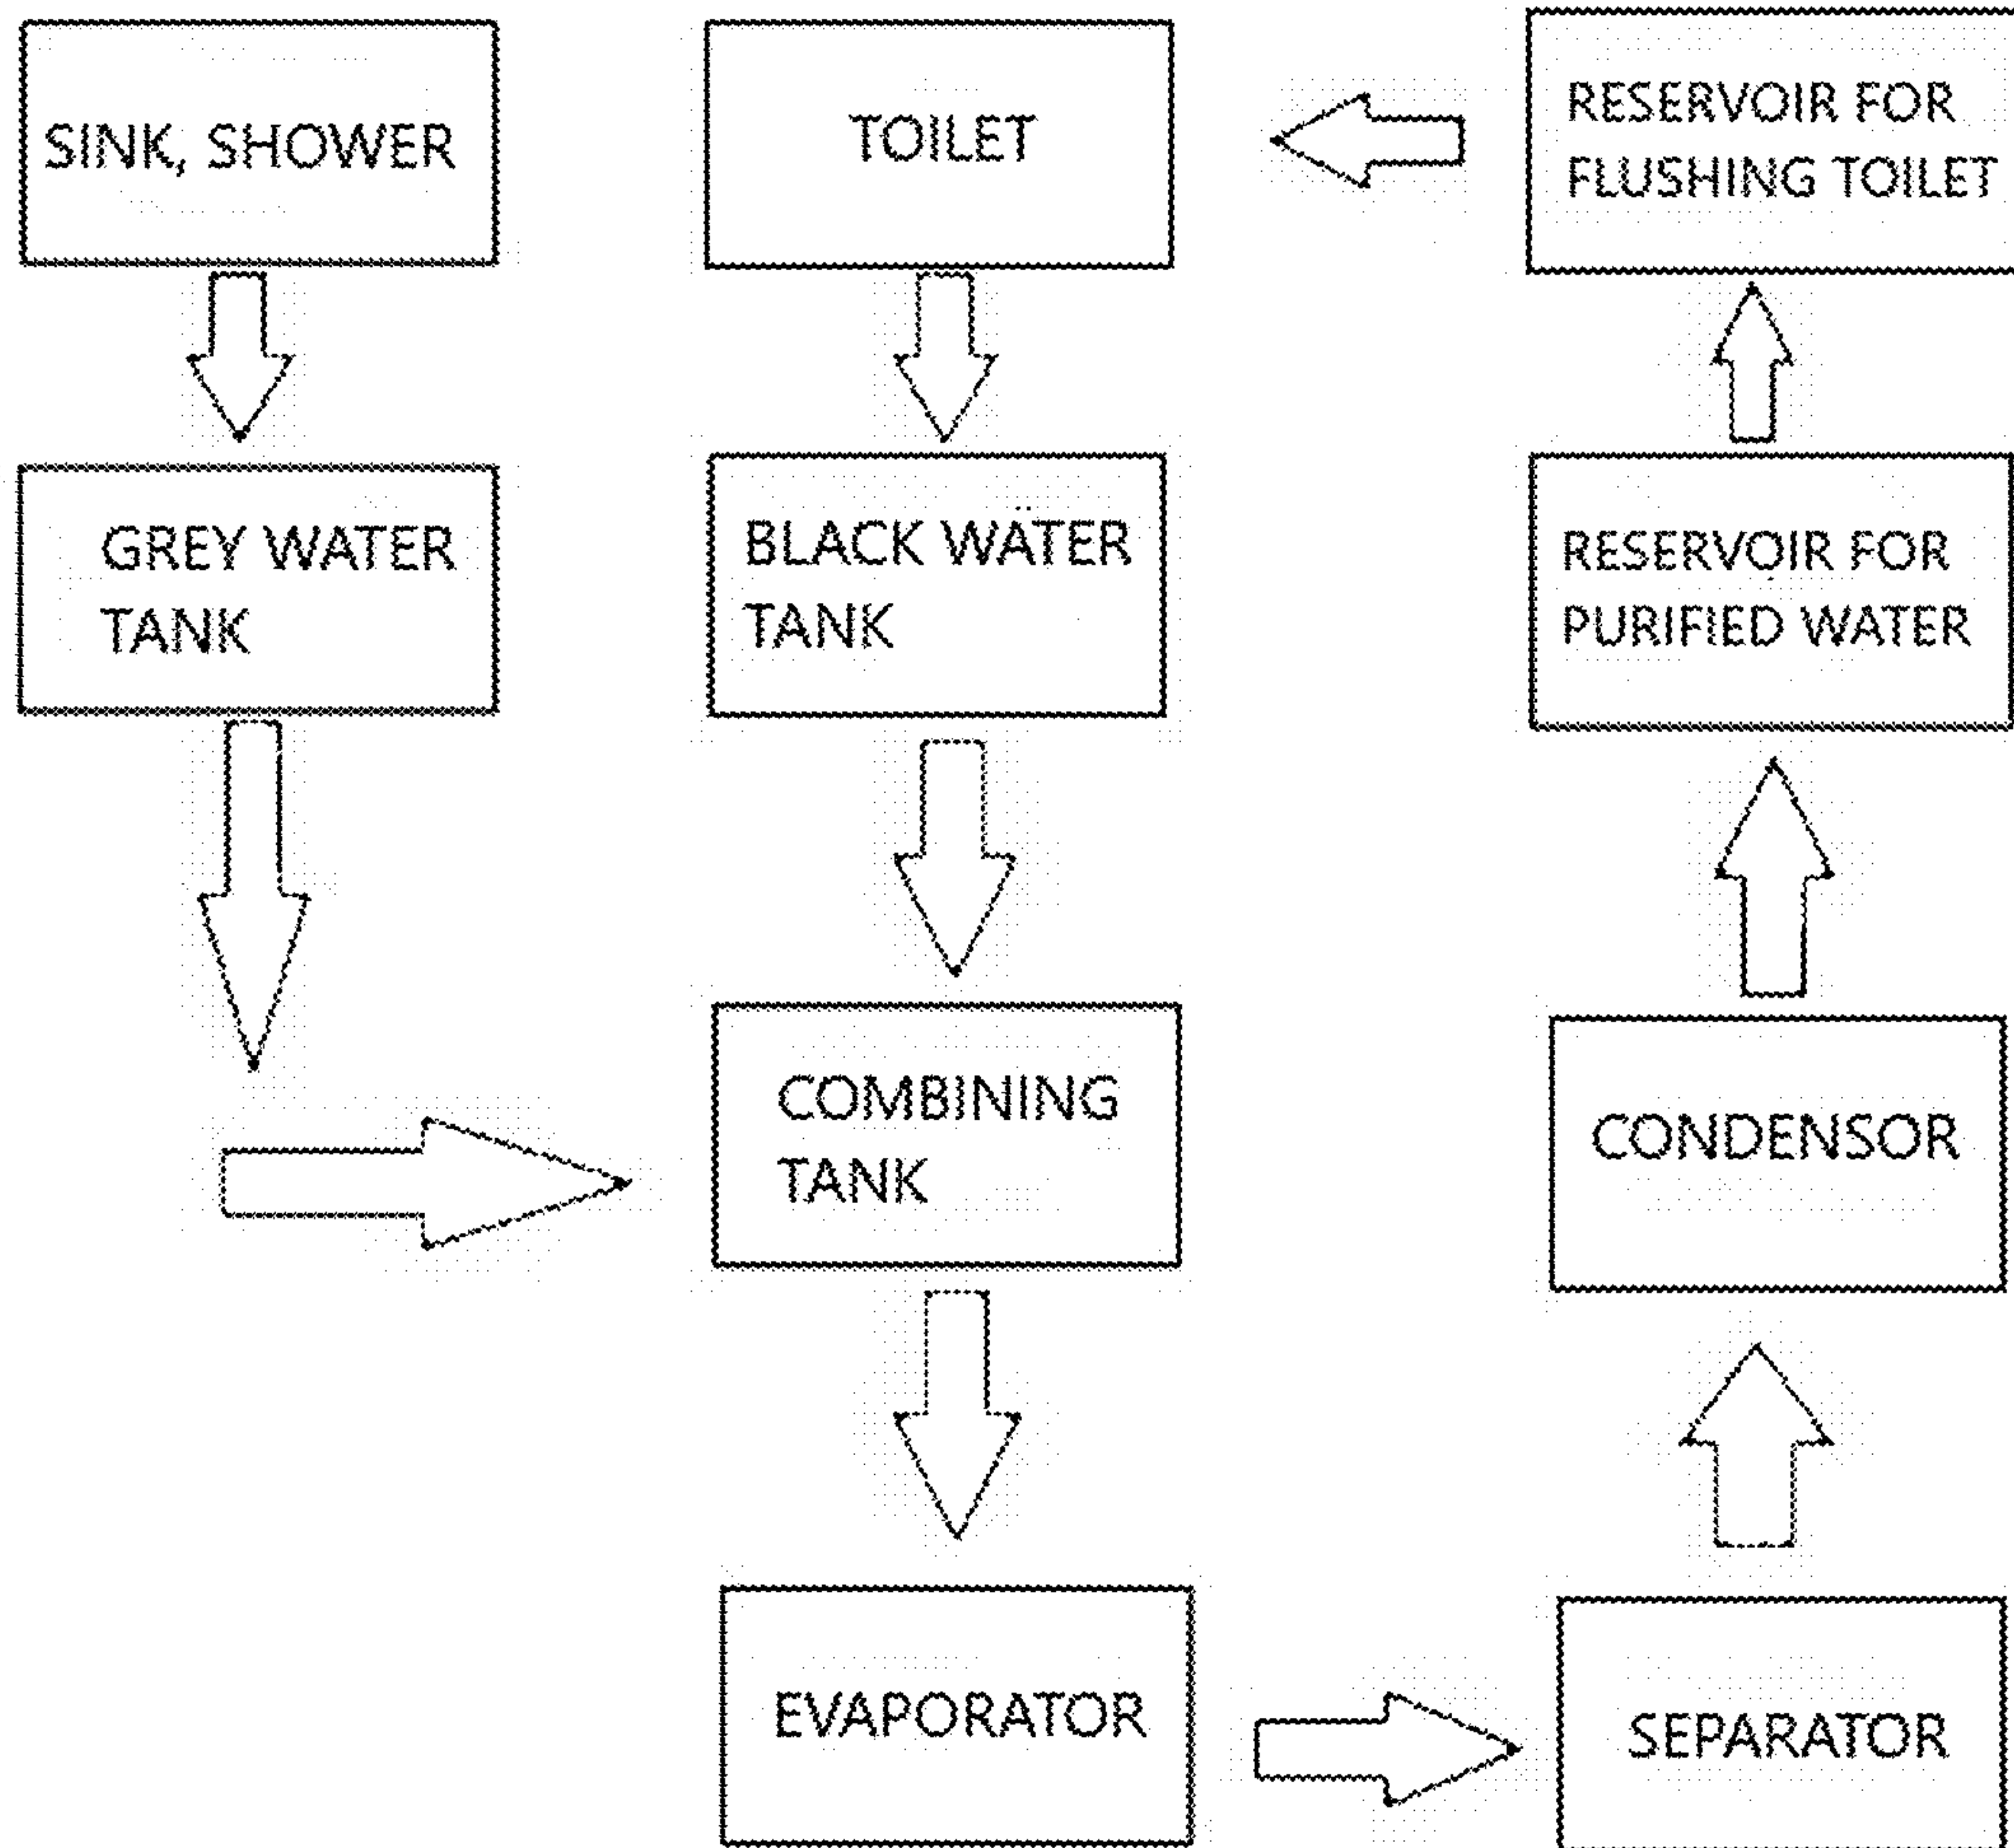 SINK, SHOWER
TOILET
RESERVOIR FOR
FLUSHING TOILET
GREY WATER
TANK
BLACK WATER
TANK
RESERVOIR FOR
PURIFIED WATER
COMBINING
TANK
CONDENSOR
EVAPORATOR
SEPARATOR